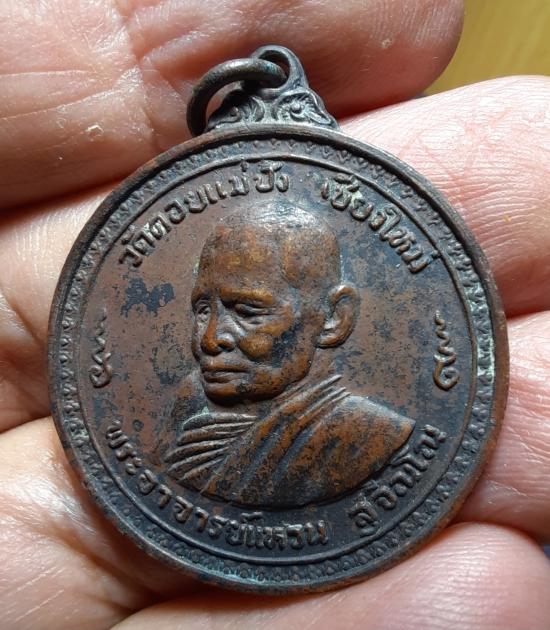 วัดดอยแม่ปั๋ง เชียงใหม่
พระอาจารย์แหวน สุจิณโณ